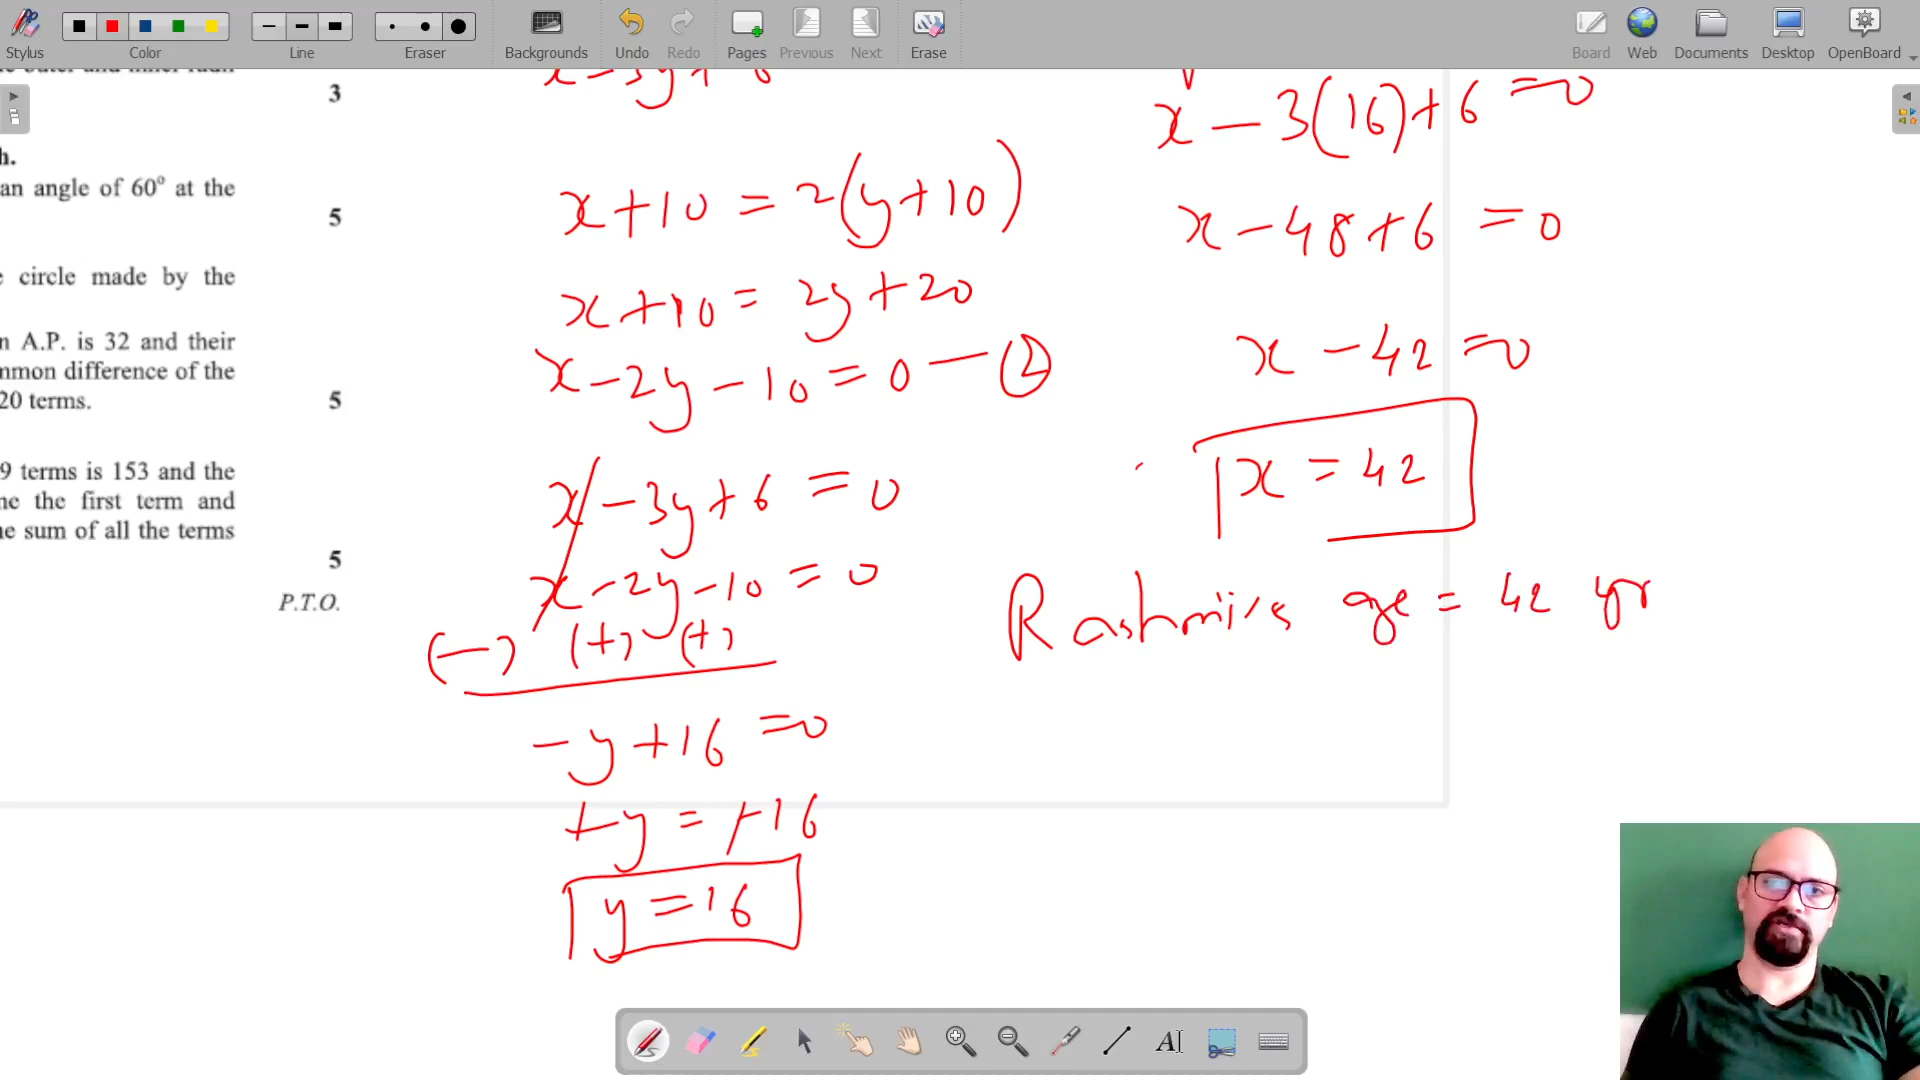 Stylus
Color
Line
Eraser
Backgrounds
Undo
Redo
Pages
Previous
Next
Erase
Board
Web
Documents
Desktop
OpenBoard
3
h.
an angle of 60° at the
5
circle made by the
n A.P. is 32 and their
mmon difference of the
20 terms.
5
9 terms is 153 and the
ne the first term and
e sum of all the terms
5
P.T.O.
x - 3y + 6
x + 10 = 2(y + 10)
x + 10 = 2y + 20
x - 2y - 10 = 0 — ②
x - 3y + 6 = 0
x - 2y - 10 = 0
(-) (+) (+)
- y + 16 = 0
+ y = + 16
y = 16
x - 3(16) + 6 = 0
x - 48 + 6 = 0
x - 42 = 0
x = 42
Rashmi's age = 42 yr